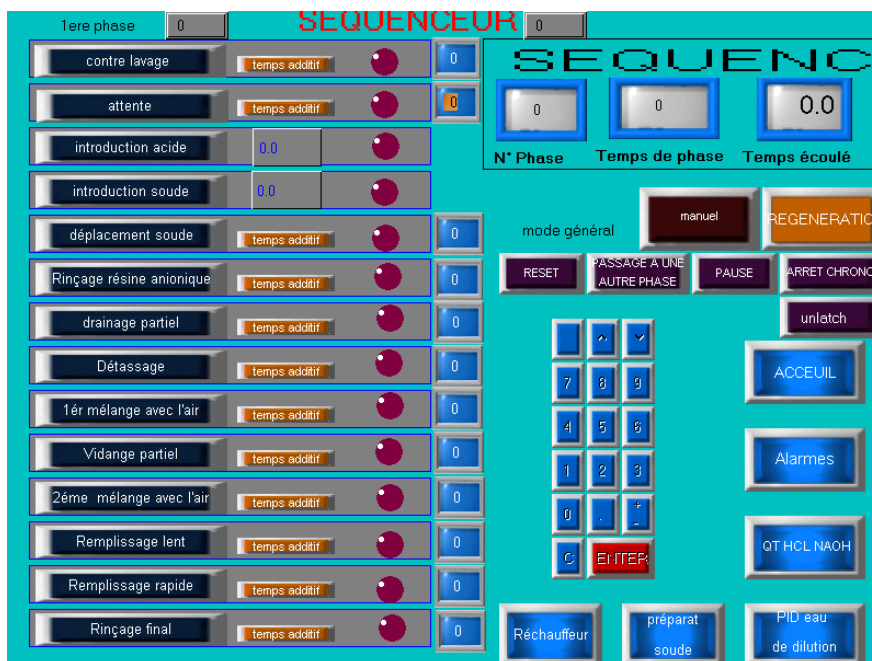 1ere phase 0 SEQUENCEUR 0
contre lavage temps additif 0
attente temps additif 0
introduction acide 0.0
introduction soude 0.0
déplacement soude temps additif 0
Rinçage résine anionique temps additif 0
drainage partiel temps additif 0
Détassage temps additif 0
1ér mélange avec l'air temps additif 0
Vidange partiel temps additif 0
2éme mélange avec l'air temps additif 0
Remplissage lent temps additif 0
Remplissage rapide temps additif 0
Rinçage final temps additif 0
SEQUENC
0 0 0.0
N° Phase Temps de phase Temps écoulé
mode général manuel REGENERATIO
RESET PASSAGE A UNE AUTRE PHASE PAUSE ARRET CHRONO
unlatch
^ v
7 8 9
4 5 6
1 2 3
0 . + -
C ENTER
ACCEUIL
Alarmes
QT HCL NAOH
Réchauffeur
préparat
soude
PID eau
de dilution